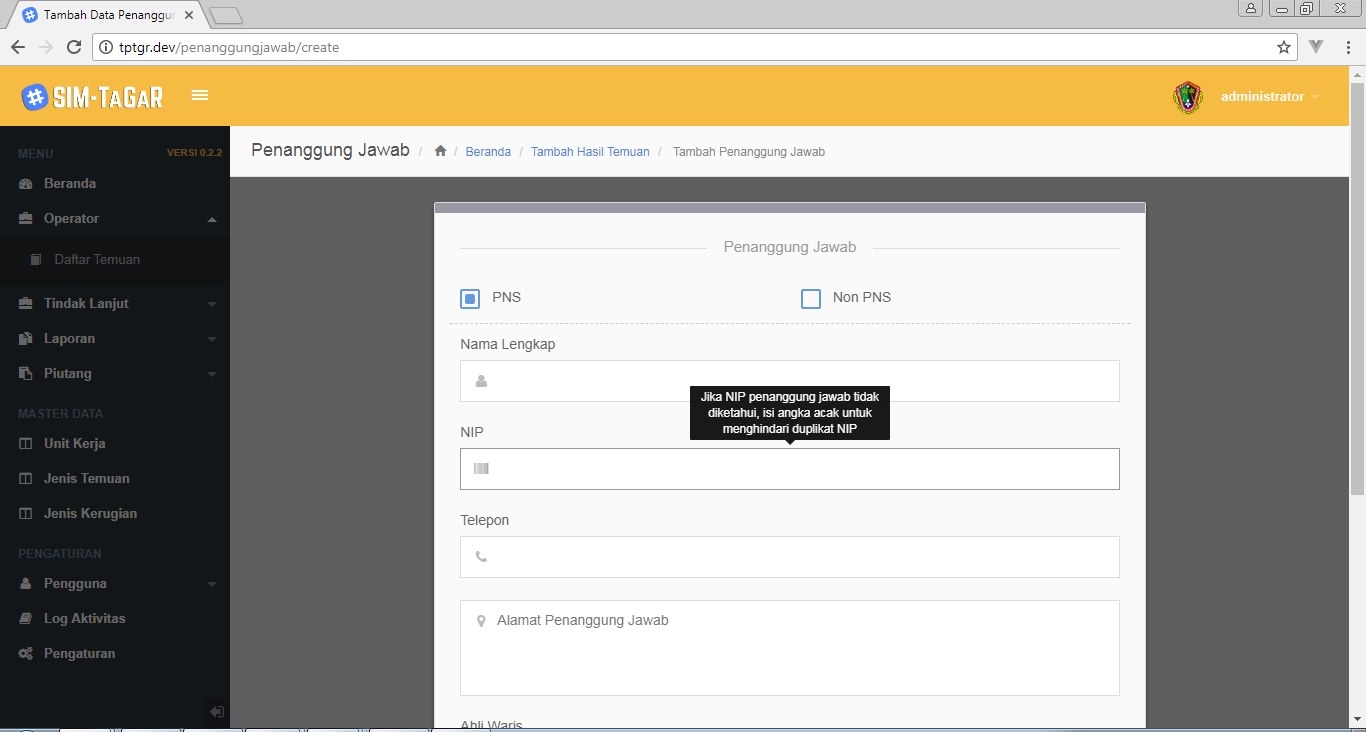 Tambah Data Penanggur
tptgr.dev/penanggungjawab/create
SIM-TAGAR
administrator
MENU VERSI 0.2.2
Beranda
Operator
Daftar Temuan
Tindak Lanjut
Laporan
Piutang
MASTER DATA
Unit Kerja
Jenis Temuan
Jenis Kerugian
PENGATURAN
Pengguna
Log Aktivitas
Pengaturan
Penanggung Jawab / / Beranda / Tambah Hasil Temuan / Tambah Penanggung Jawab
Penanggung Jawab
PNS Non PNS
Nama Lengkap
Jika NIP penanggung jawab tidak
diketahui, isi angka acak untuk
menghindari duplikat NIP
NIP
Telepon
Alamat Penanggung Jawab
Ahli Waris